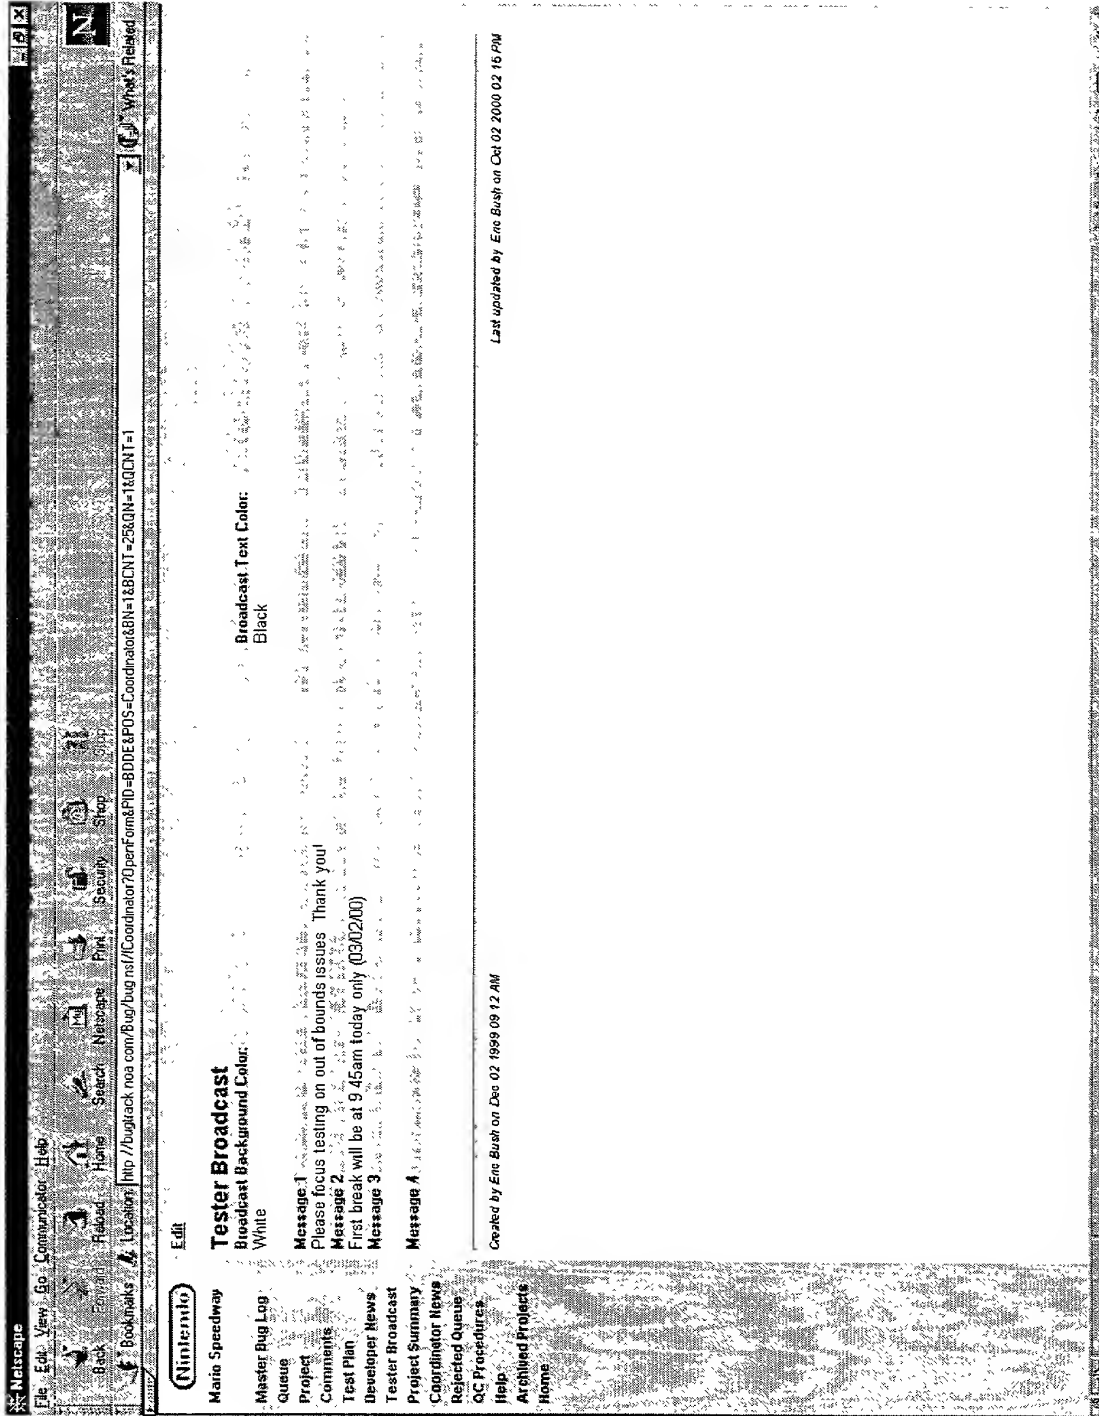 Netscape
File Edit View Go Communicator Help
Back Forward Reload Home Search Netscape Print Security Shop Stop
Bookmarks Location: http //bugtrack noa com/Bug/bug nsf/ICoordinator?OpenForm&PID=BDDE&POS=Coordinator&BN=1&BCNT=25&QN=1&QCNT=1 What's Related
Nintendo
Mario Speedway
Master Bug Log
Queue
Project
Comments
Test Plan
Developer News
Tester Broadcast
Project Summary
Coordinator News
Rejected Queue
QC Procedures
Help
Archived Projects
Home
Edit
Tester Broadcast
Broadcast Background Color: Broadcast Text Color:
White Black
Message 1
Please focus testing on out of bounds issues Thank you!
Message 2
First break will be at 9 45am today only (03/02/00)
Message 3
Message 4
Created by Eric Bush on Dec 02 1999 09 12 AM Last updated by Eric Bush on Oct 02 2000 02 15 PM